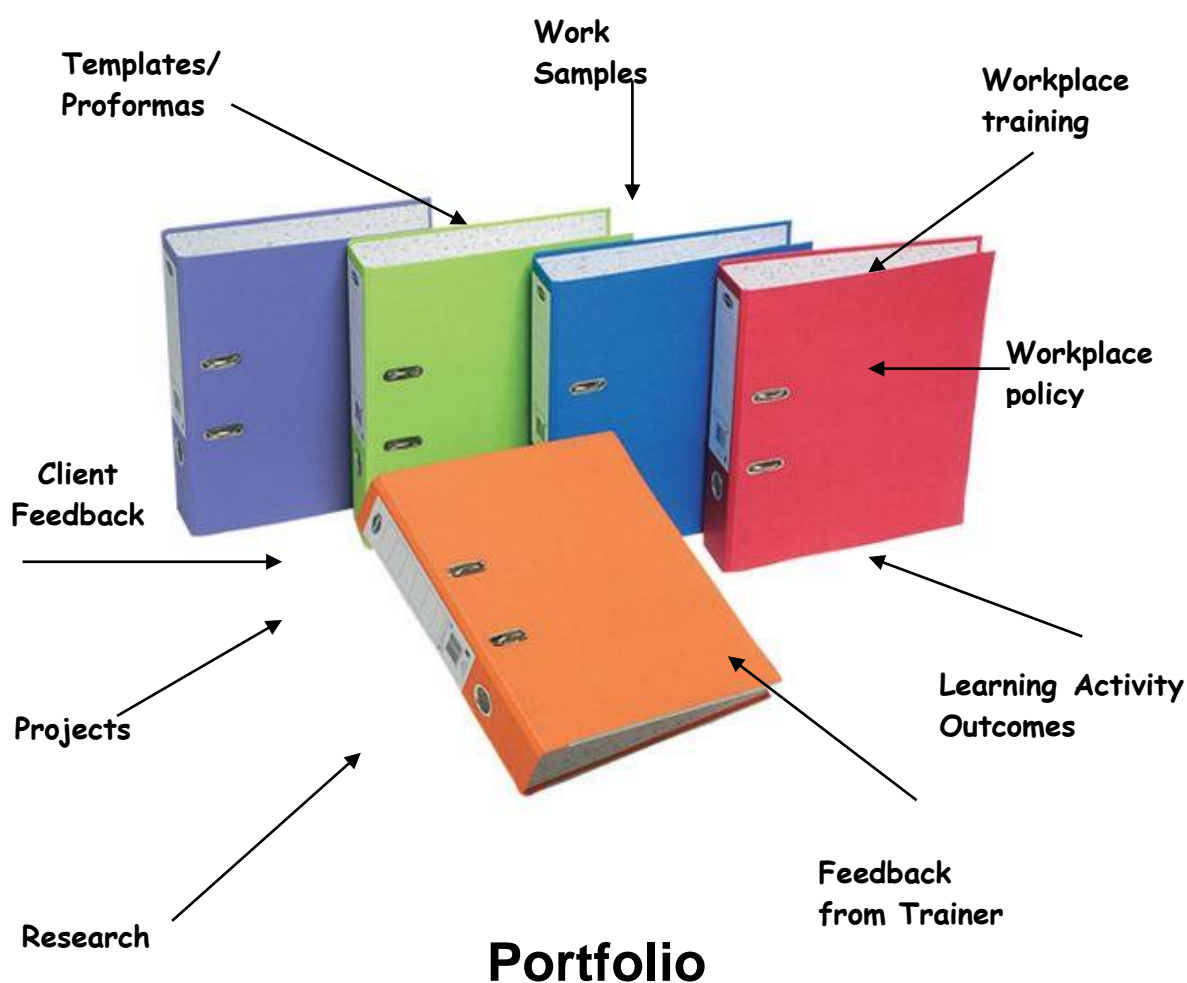 Work
Samples
Templates/
Proformas
Workplace
training
Workplace
policy
Client
Feedback
Learning Activity
Outcomes
Projects
Feedback
from Trainer
Research
Portfolio